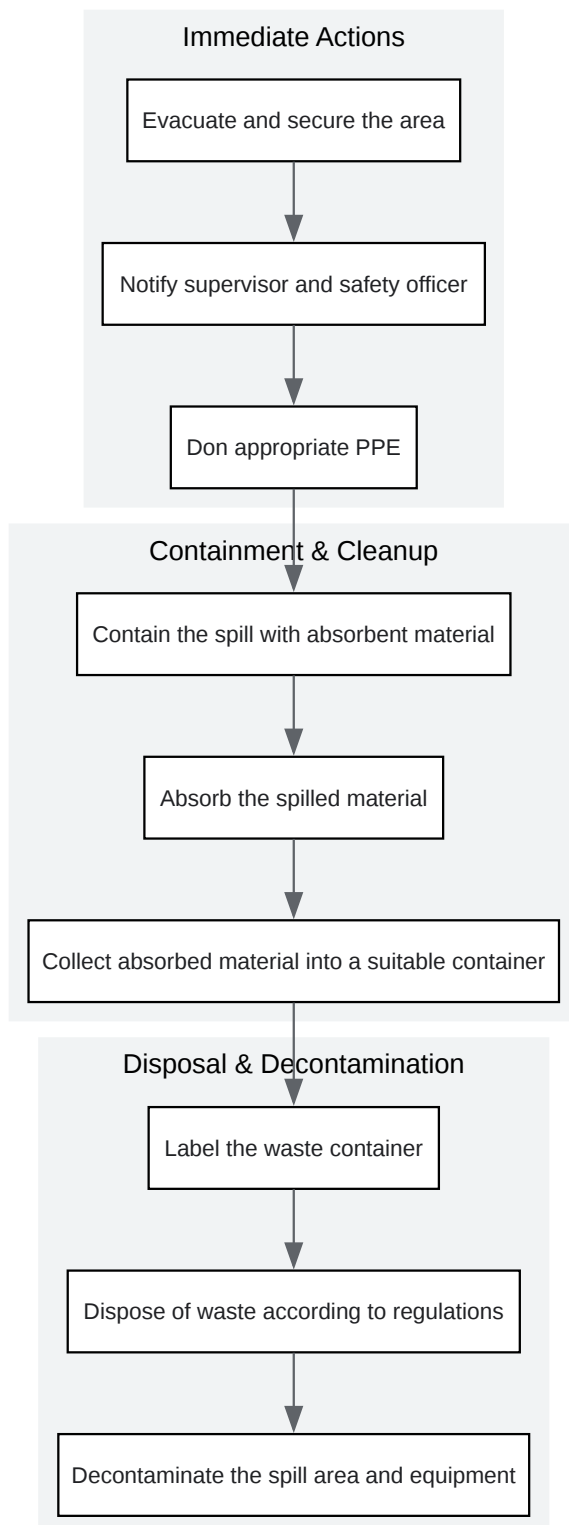 Immediate Actions
Evacuate and secure the area
Notify supervisor and safety officer
Don appropriate PPE
Containment & Cleanup
Contain the spill with absorbent material
Absorb the spilled material
Collect absorbed material into a suitable container
Disposal & Decontamination
Label the waste container
Dispose of waste according to regulations
Decontaminate the spill area and equipment